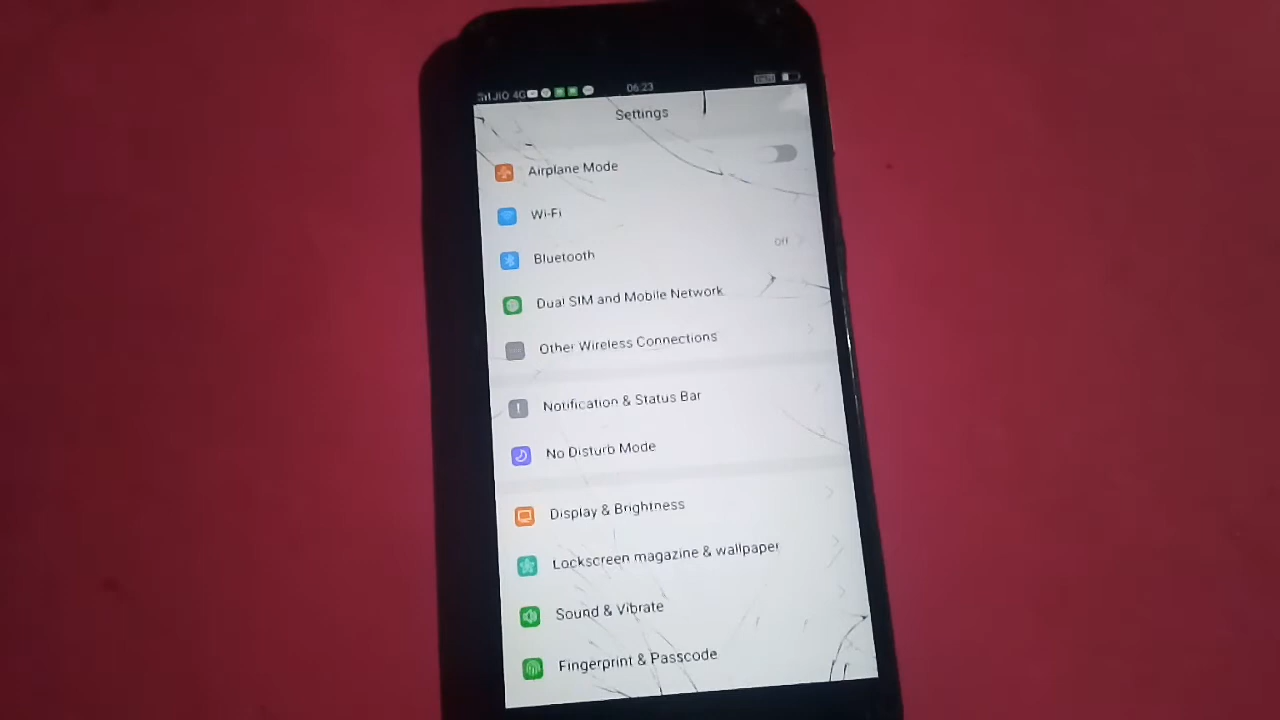 JIO 4G 06:23
Settings
Airplane Mode
Wi-Fi
Bluetooth Off
Dual SIM and Mobile Network
Other Wireless Connections
Notification & Status Bar
No Disturb Mode
Display & Brightness
Lockscreen magazine & wallpaper
Sound & Vibrate
Fingerprint & Passcode